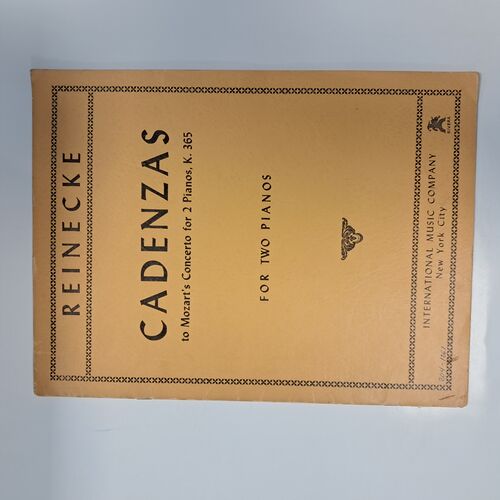 REINECKE
CADENZAS
to Mozart's Concerto for 2 Pianos, K. 365
FOR TWO PIANOS
INTERNATIONAL MUSIC COMPANY
New York City